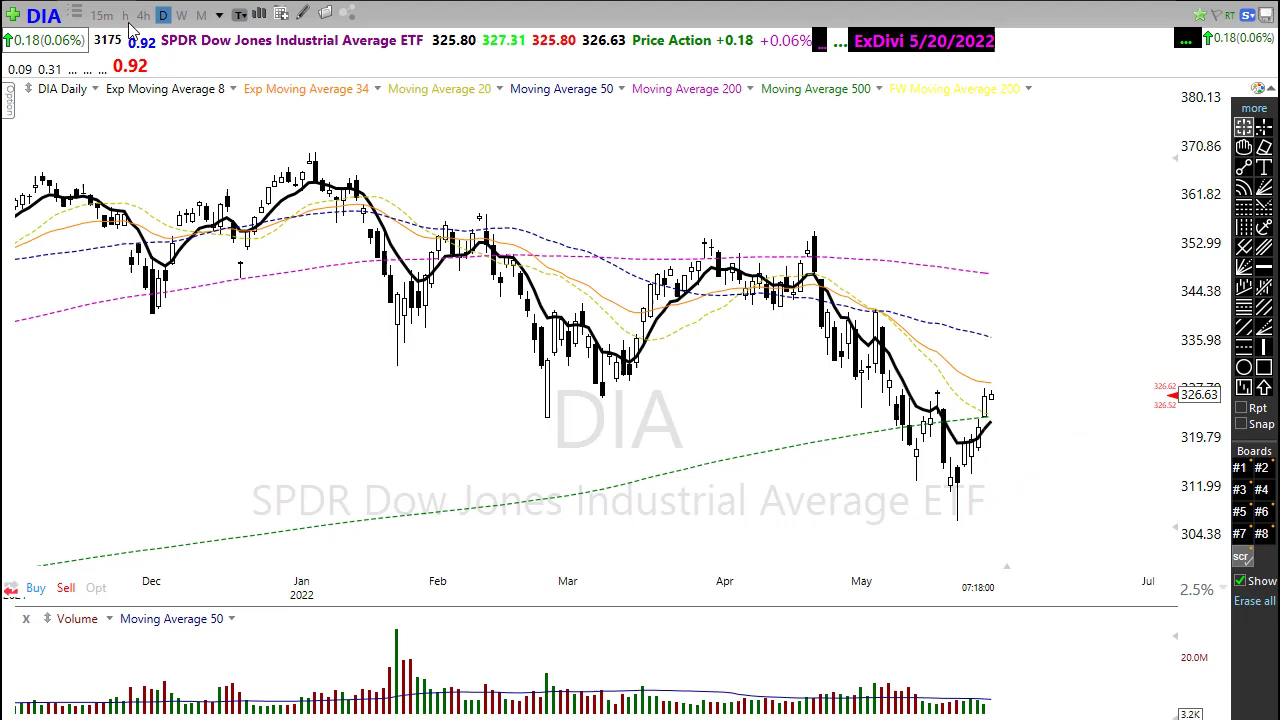 DIA 15m h 4h D W M T
S RT
0.18(0.06%) 3175 0.92 SPDR Dow Jones Industrial Average ETF 325.80 327.31 325.80 326.63 Price Action +0.18 +0.06% ... ... ExDivi 5/20/2022 ... 0.18(0.06%)
0.09 0.31 ... ... ... 0.92
Option
DIA Daily Exp Moving Average 8 Exp Moving Average 34 Moving Average 20 Moving Average 50 Moving Average 200 Moving Average 500 FW Moving Average 200
380.13
370.86
361.82
352.99
344.38
335.98
326.62
326.63
326.52
319.79
311.99
304.38
DIA
SPDR Dow Jones Industrial Average ETF
more
T
Rpt
Snap
Boards
#1 #2
#3 #4
#5 #6
#7 #8
scr
Show
Erase all
Dec Jan Feb Mar Apr May Jul
2022 07:18:00
Buy Sell Opt
2.5%
X Volume Moving Average 50
20.0M
3.2K